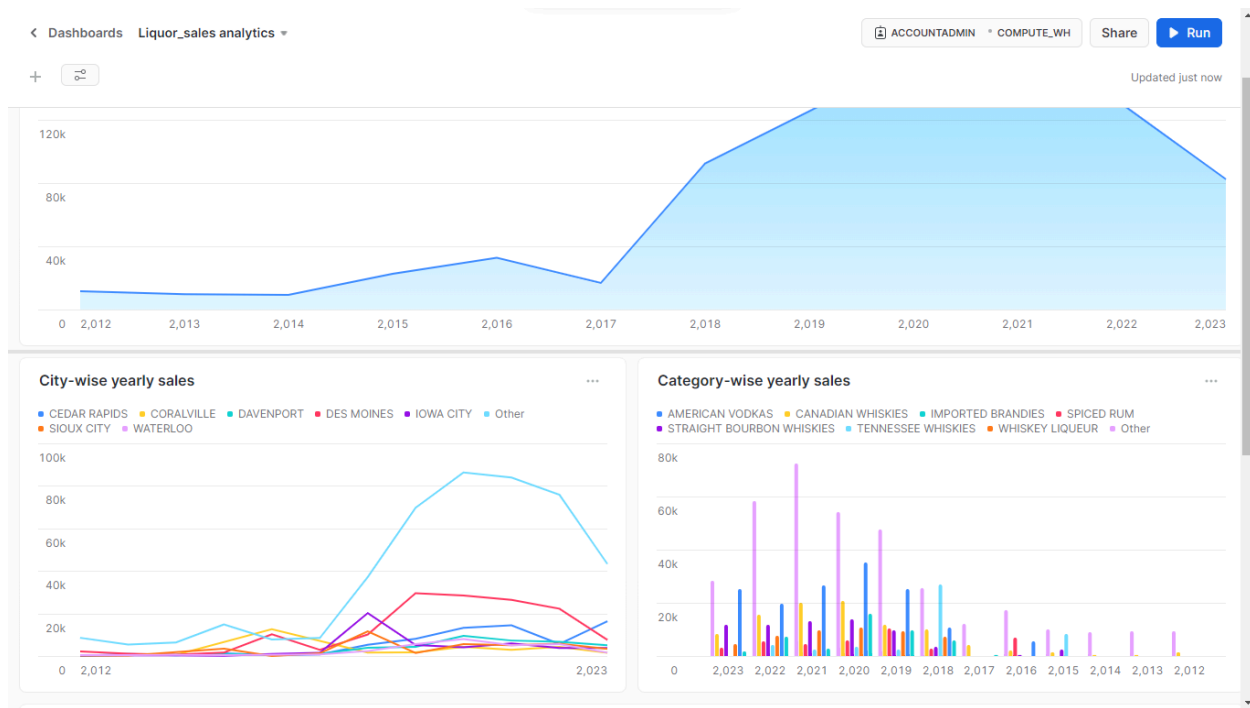 Dashboards Liquor_sales analytics ACCOUNTADMIN COMPUTE_WH Share Run
Updated just now
120k
80k
40k
0 2,012 2,013 2,014 2,015 2,016 2,017 2,018 2,019 2,020 2,021 2,022 2,023
City-wise yearly sales
CEDAR RAPIDS CORALVILLE DAVENPORT DES MOINES IOWA CITY Other
SIOUX CITY WATERLOO
100k
80k
60k
40k
20k
0 2,012 2,023
Category-wise yearly sales
AMERICAN VODKAS CANADIAN WHISKIES IMPORTED BRANDIES SPICED RUM
STRAIGHT BOURBON WHISKIES TENNESSEE WHISKIES WHISKEY LIQUEUR Other
80k
60k
40k
20k
0 2,023 2,022 2,021 2,020 2,019 2,018 2,017 2,016 2,015 2,014 2,013 2,012